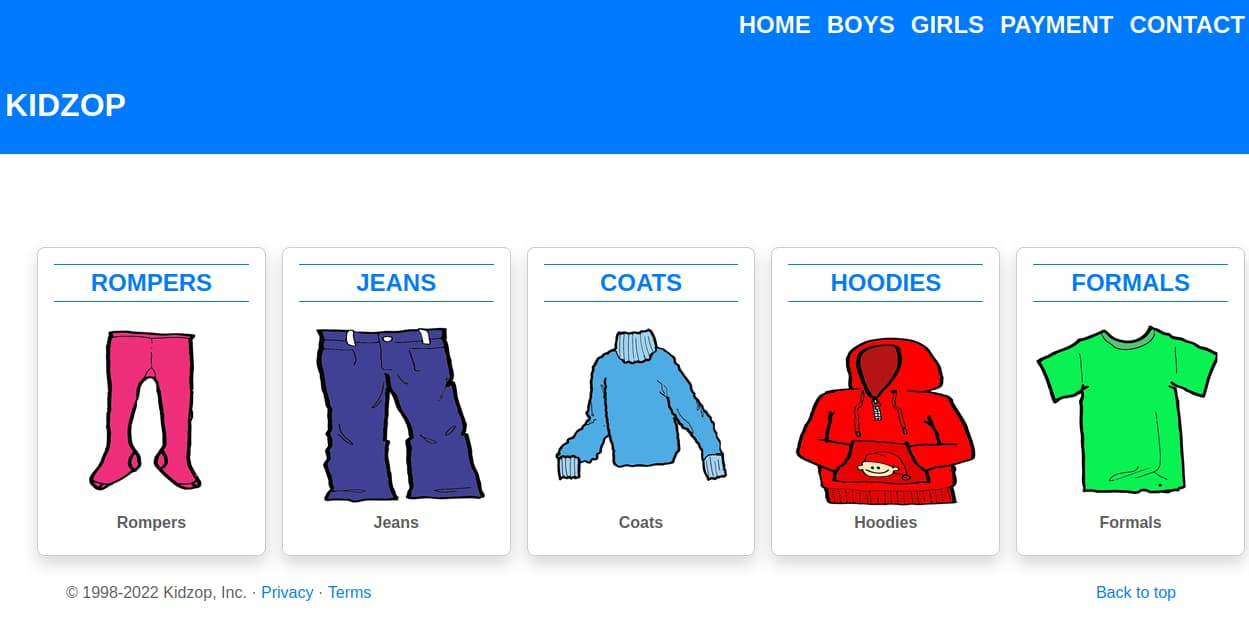 HOME BOYS GIRLS PAYMENT CONTACT
KIDZOP
ROMPERS JEANS COATS HOODIES FORMALS
Rompers Jeans Coats Hoodies Formals
© 1998-2022 Kidzop, Inc. · Privacy · Terms Back to top